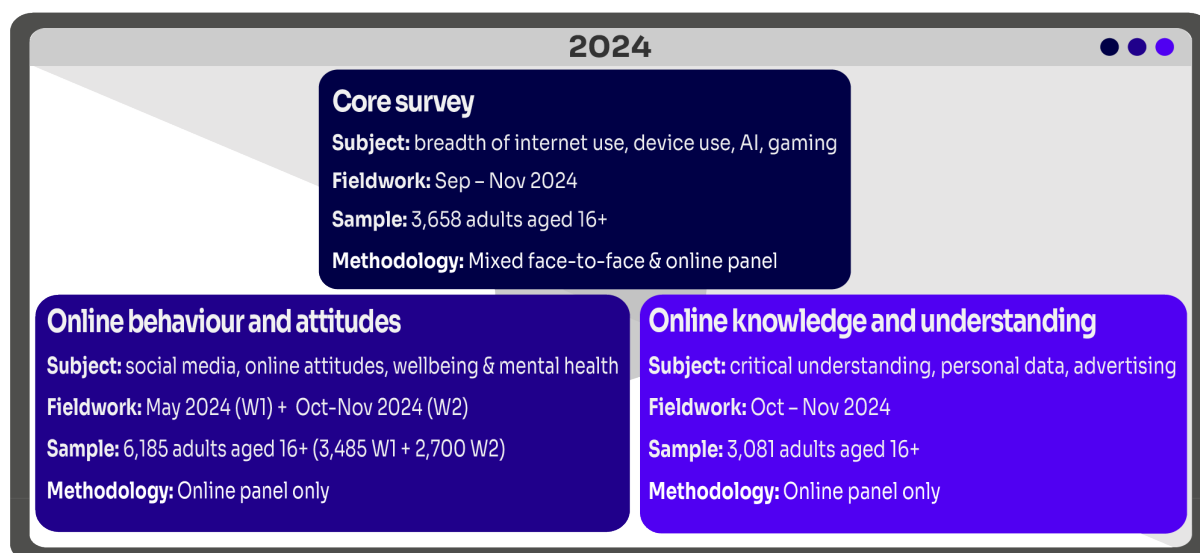 2024
Core survey
Subject: breadth of internet use, device use, AI, gaming
Fieldwork: Sep – Nov 2024
Sample: 3,658 adults aged 16+
Methodology: Mixed face-to-face & online panel
Online behaviour and attitudes
Subject: social media, online attitudes, wellbeing & mental health
Fieldwork: May 2024 (W1) + Oct-Nov 2024 (W2)
Sample: 6,185 adults aged 16+ (3,485 W1 + 2,700 W2)
Methodology: Online panel only
Online knowledge and understanding
Subject: critical understanding, personal data, advertising
Fieldwork: Oct – Nov 2024
Sample: 3,081 adults aged 16+
Methodology: Online panel only